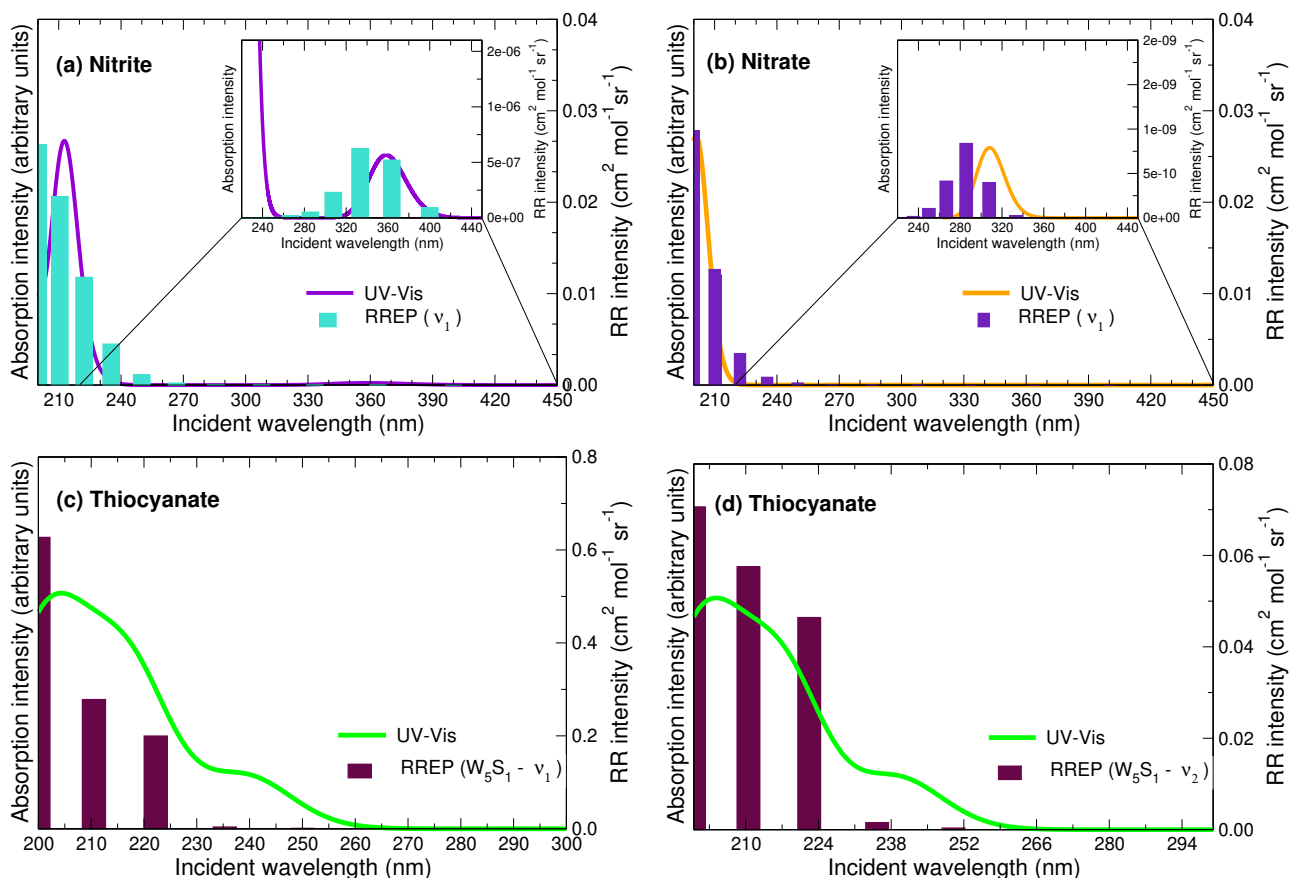 (a) Nitrite
Absorption intensity (arbitrary units)
RR intensity (cm² mol⁻¹ sr⁻¹)
0.04
0.03
0.02
0.01
0.00
210 240 270 300 330 360 390 420 450
Incident wavelength (nm)
UV-Vis
RREP ( ν₁ )
Absorption intensity
RR intensity (cm² mol⁻¹ sr⁻¹)
2e-06
1e-06
5e-07
0e+00
240 280 320 360 400 440
Incident wavelength (nm)
(b) Nitrate
Absorption intensity (arbitrary units)
RR intensity (cm² mol⁻¹ sr⁻¹)
0.04
0.03
0.02
0.01
0.00
210 240 270 300 330 360 390 420 450
Incident wavelength (nm)
UV-Vis
RREP ( ν₁ )
Absorption intensity
RR intensity (cm² mol⁻¹ sr⁻¹)
2e-09
2e-09
1e-09
5e-10
0e+00
240 280 320 360 400 440
Incident wavelength (nm)
(c) Thiocyanate
Absorption intensity (arbitrary units)
RR intensity (cm² mol⁻¹ sr⁻¹)
0.8
0.6
0.4
0.2
0.0
200 210 220 230 240 250 260 270 280 290 300
Incident wavelength (nm)
UV-Vis
RREP (W₅S₁ - ν₁)
(d) Thiocyanate
Absorption intensity (arbitrary units)
RR intensity (cm² mol⁻¹ sr⁻¹)
0.08
0.06
0.04
0.02
0.00
210 224 238 252 266 280 294
Incident wavelength (nm)
UV-Vis
RREP (W₅S₁ - ν₂)